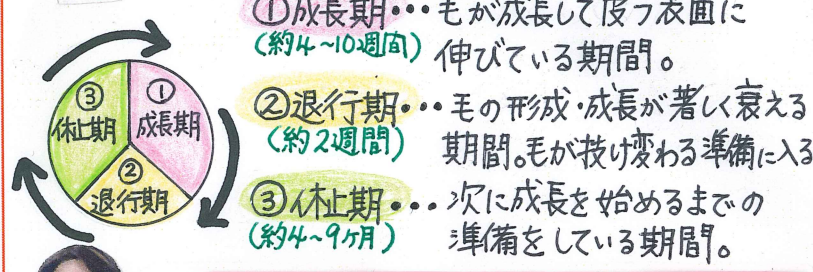 ①成長期・・・毛が成長して皮フ表面に
(約4~10週間) 伸びている期間。
②退行期・・・毛の形成・成長が著しく衰える
(約2週間) 期間。毛が抜け変わる準備に入る
③休止期・・・次に成長を始めるまでの
(約4~9ヶ月) 準備をしている期間。
③
休止期
①
成長期
②
退行期